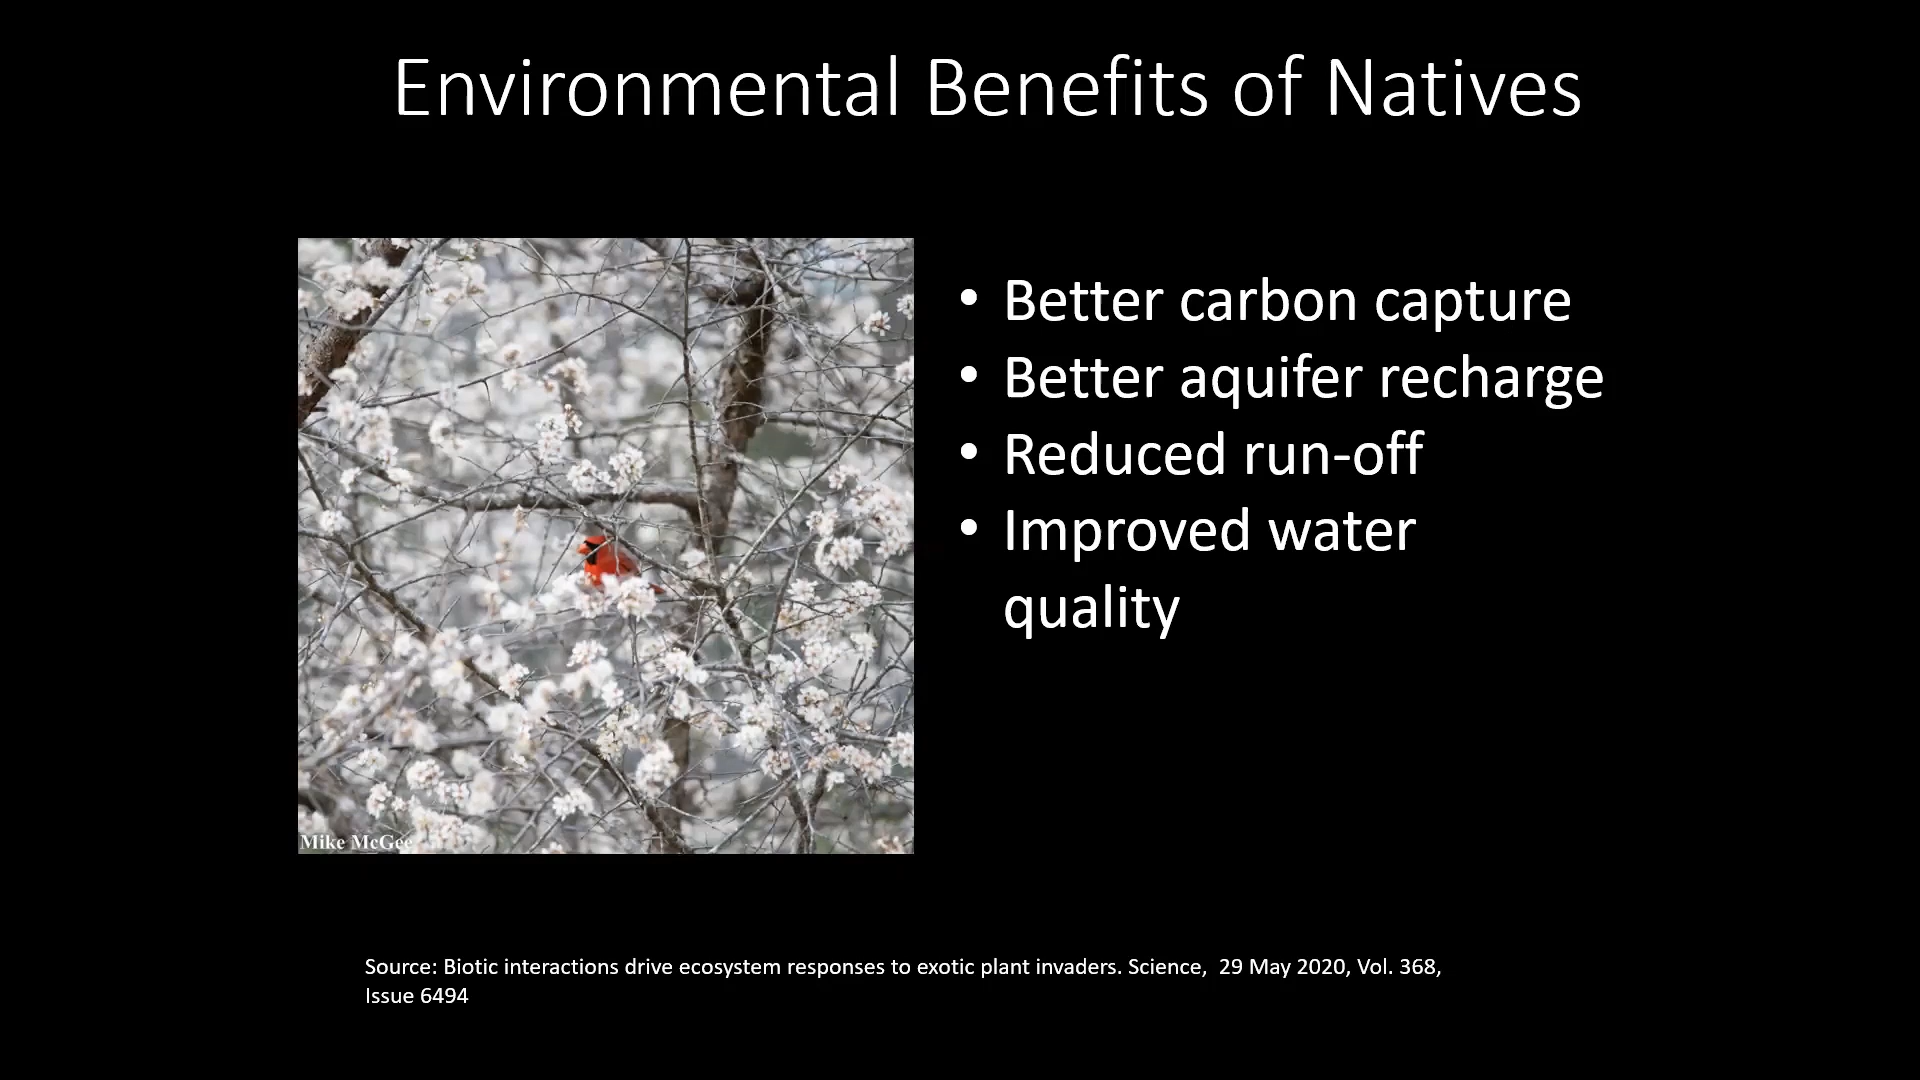 Environmental Benefits of Natives
• Better carbon capture
• Better aquifer recharge
• Reduced run-off
• Improved water
quality
Mike McGee
Source: Biotic interactions drive ecosystem responses to exotic plant invaders. Science,  29 May 2020, Vol. 368,
Issue 6494